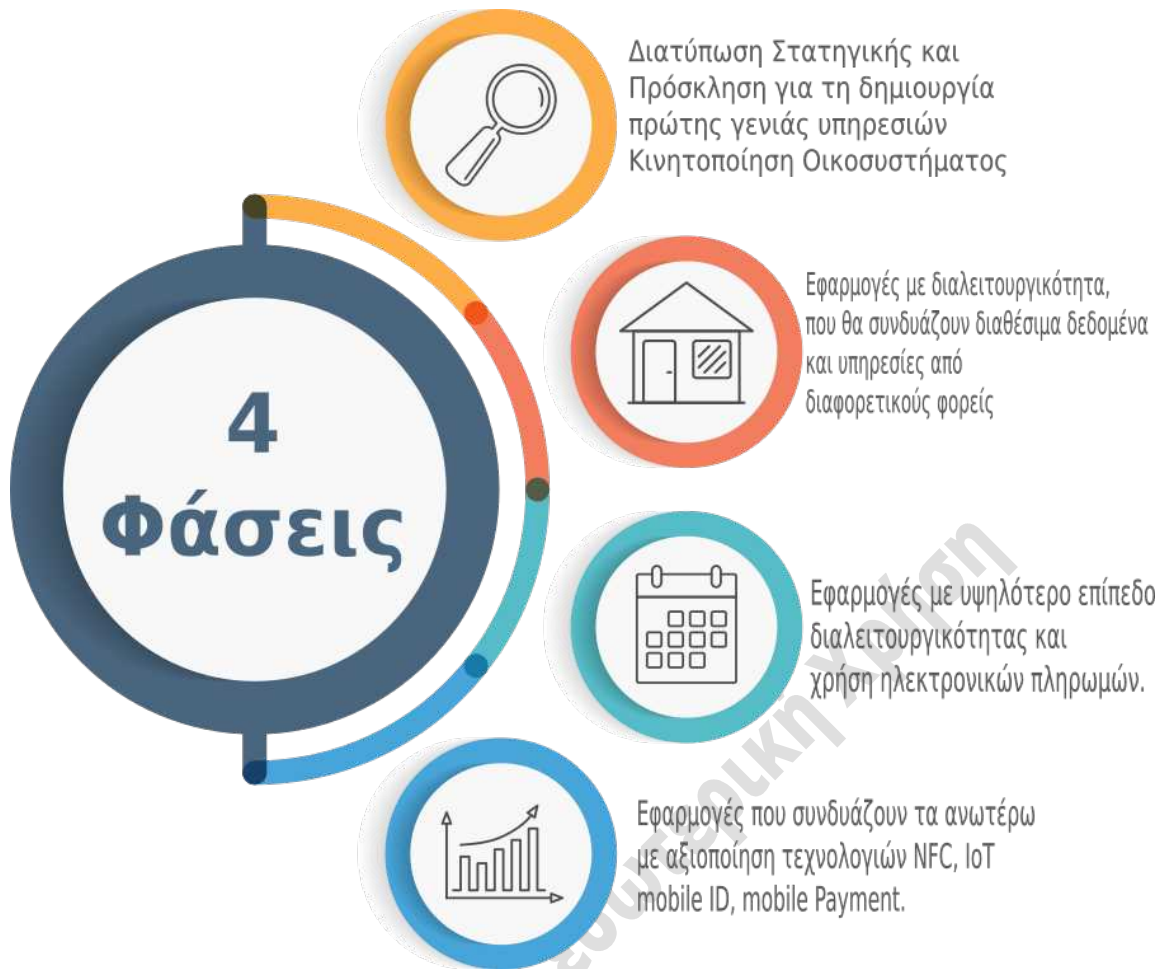 Διατύπωση Στατηγικής και
Πρόσκληση για τη δημιουργία
πρώτης γενιάς υπηρεσιών
Κινητοποίηση Οικοσυστήματος
Εφαρμογές με διαλειτουργικότητα,
που θα συνδυάζουν διαθέσιμα δεδομένα
και υπηρεσίες από
διαφορετικούς φορείς
4
Φάσεις
Εφαρμογές με υψηλότερο επίπεδο
διαλειτουργικότητας και
χρήση ηλεκτρονικών πληρωμών.
Εφαρμογές που συνδυάζουν τα ανωτέρω
με αξιοποίηση τεχνολογιών NFC, IoT
mobile ID, mobile Payment.
Χρήση